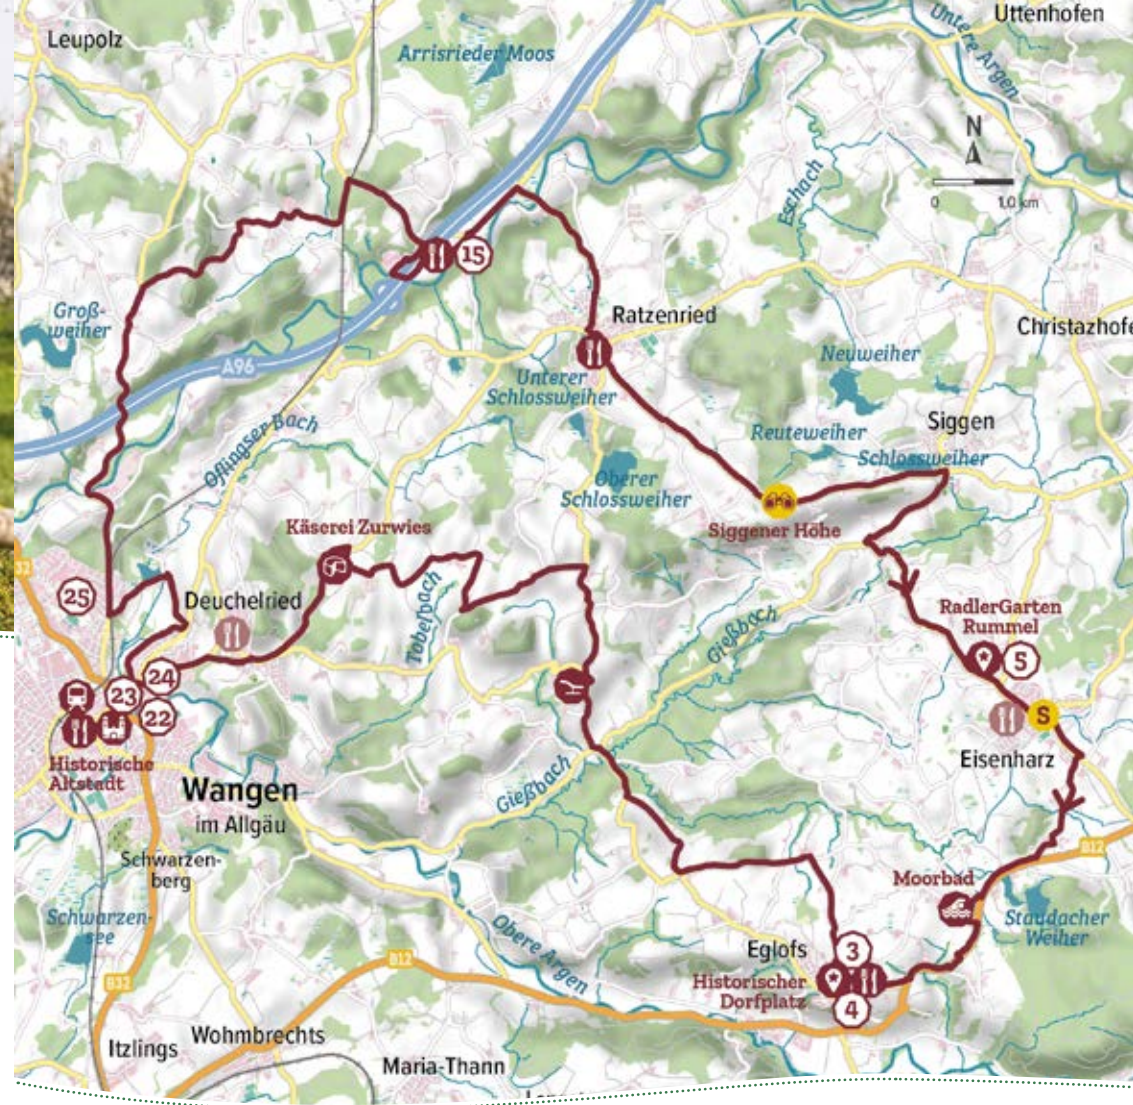 Leupolz
Arrisrieder Moos
Untere Argen
Uttenhofen
N
0 1,0 km
Eschach
15
Groß-
weiher
Ratzenried
Christazhofe
A96
Neuweiher
Unterer
Schlossweiher
Oflingser Bach
Reuteweiher
Siggen
Schlossweiher
Oberer
Schlossweiher
Käserei Zurwies
Siggener Höhe
32
25
Deuchelried
Tobelbach
Gießbach
RadlerGarten
Rummel
5
24
23
22
S
Historische
Altstadt
Eisenharz
Wangen
im Allgäu
Gießbach
B12
Schwarzen-
berg
Moorbad
Schwarzen-
see
Staudacher
Weiher
Obere Argen
Eglofs
3
B12
Historischer
Dorfplatz
4
B32
Wohmbrechts
Itzlings
Maria-Thann